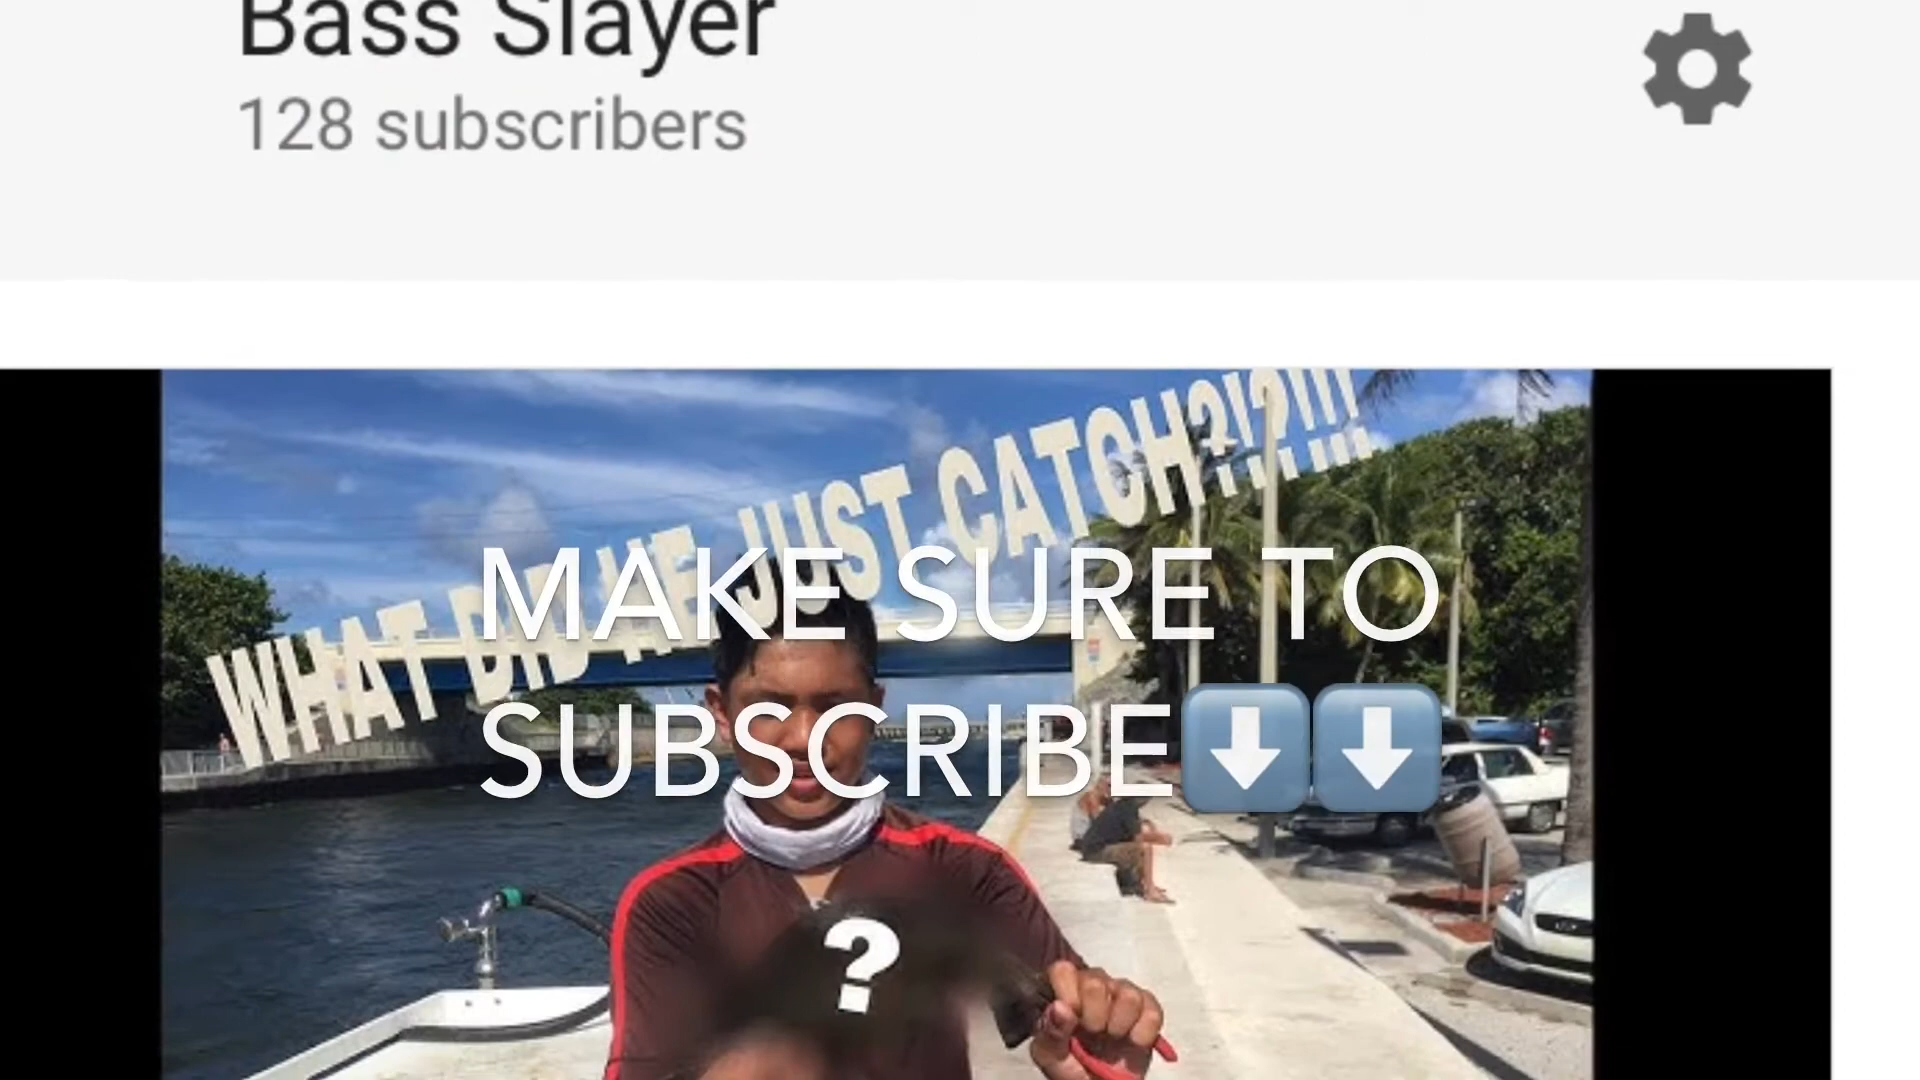 Bass Slayer
128 subscribers
WHAT DID HE JUST CATCH?!?!!!
MAKE SURE TO
SUBSCRIBE⬇️⬇️
?